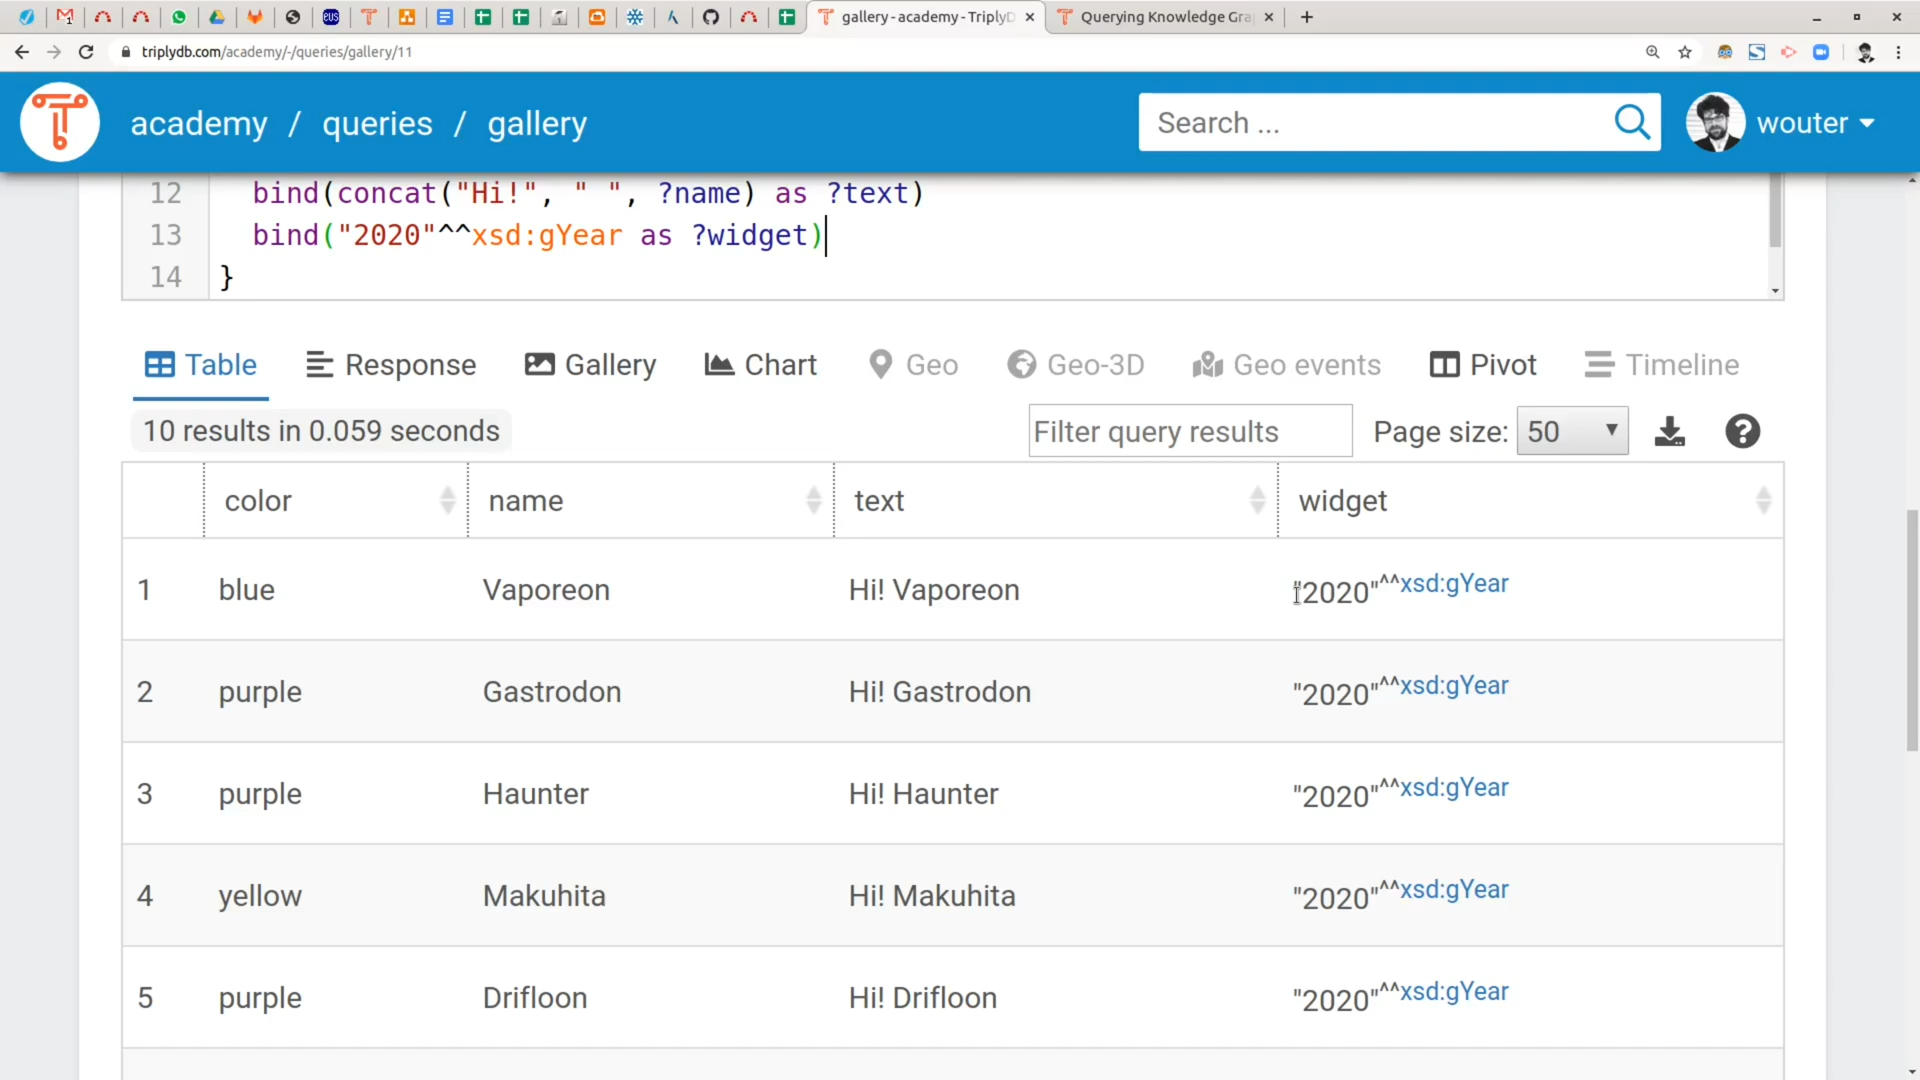 gallery - academy - TriplyD
Querying Knowledge Gra
triplydb.com/academy/-/queries/gallery/11
academy / queries / gallery
Search ...
wouter
12 bind(concat("Hi!", " ", ?name) as ?text)
13 bind("2020"^^xsd:gYear as ?widget)
14 }
Table Response Gallery Chart Geo Geo-3D Geo events Pivot Timeline
10 results in 0.059 seconds
Filter query results
Page size: 50
color name text widget
1 blue Vaporeon Hi! Vaporeon "2020"^^xsd:gYear
2 purple Gastrodon Hi! Gastrodon "2020"^^xsd:gYear
3 purple Haunter Hi! Haunter "2020"^^xsd:gYear
4 yellow Makuhita Hi! Makuhita "2020"^^xsd:gYear
5 purple Drifloon Hi! Drifloon "2020"^^xsd:gYear